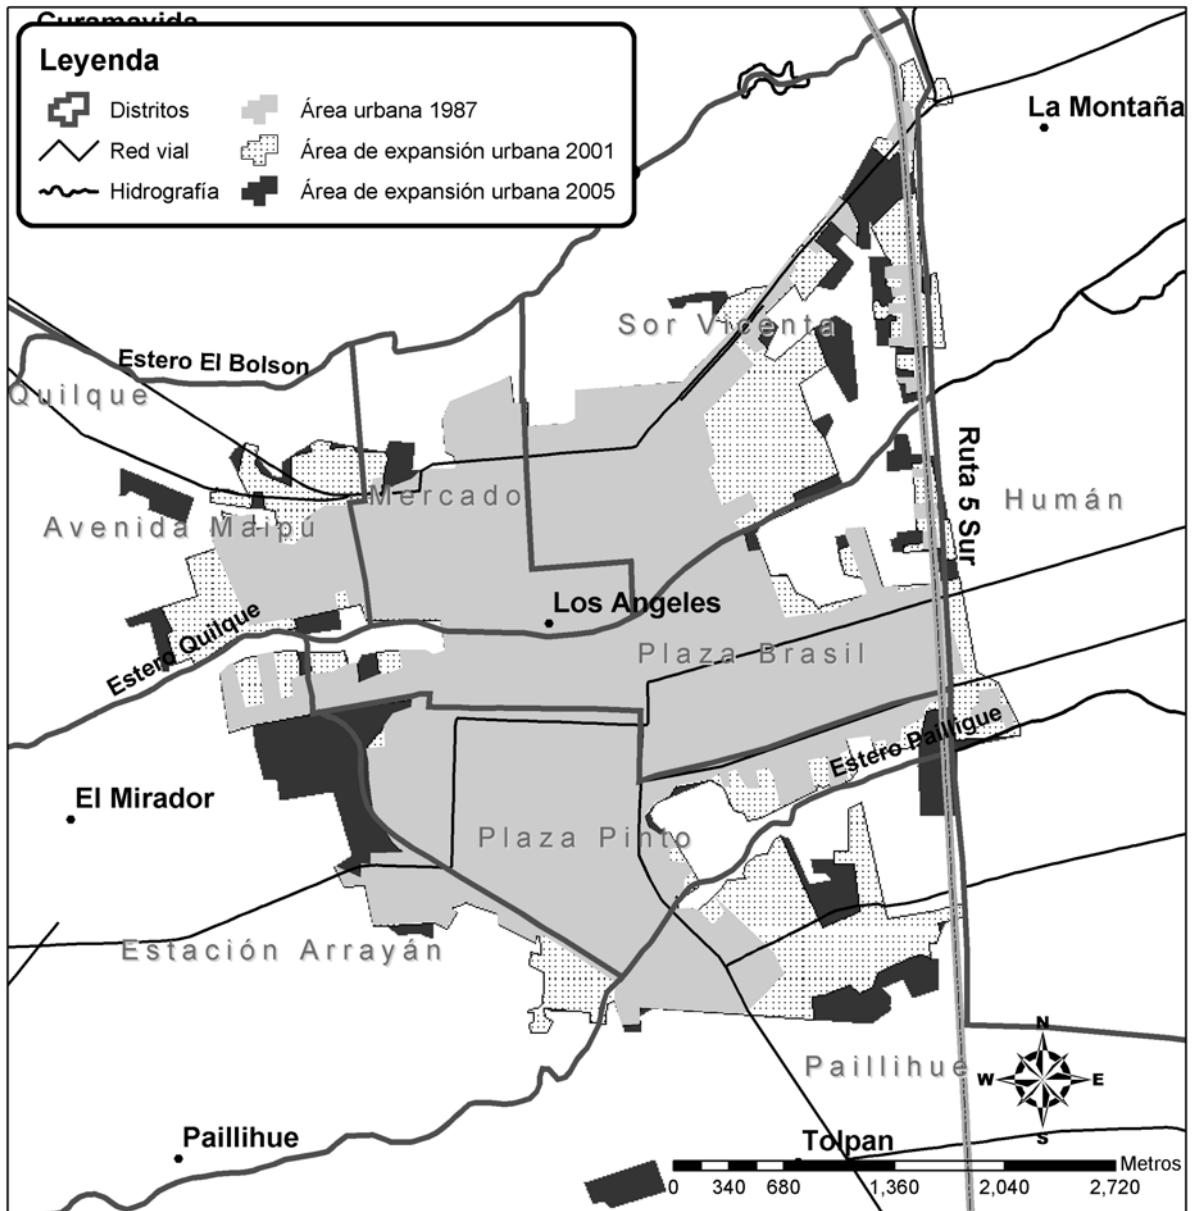 Curamavida
Leyenda
Distritos
Área urbana 1987
Red vial
Área de expansión urbana 2001
Hidrografía
Área de expansión urbana 2005
La Montaña
Sor Vicenta
Estero El Bolson
Quilque
Ruta 5 Sur
Mercado
Humán
Avenida Maipú
Los Angeles
Estero Quilque
Plaza Brasil
Estero Pailligue
El Mirador
Plaza Pinto
Estación Arrayán
N
Paillihue
W
E
S
Paillihue
Tolpan
Metros
0 340 680 1,360 2,040 2,720